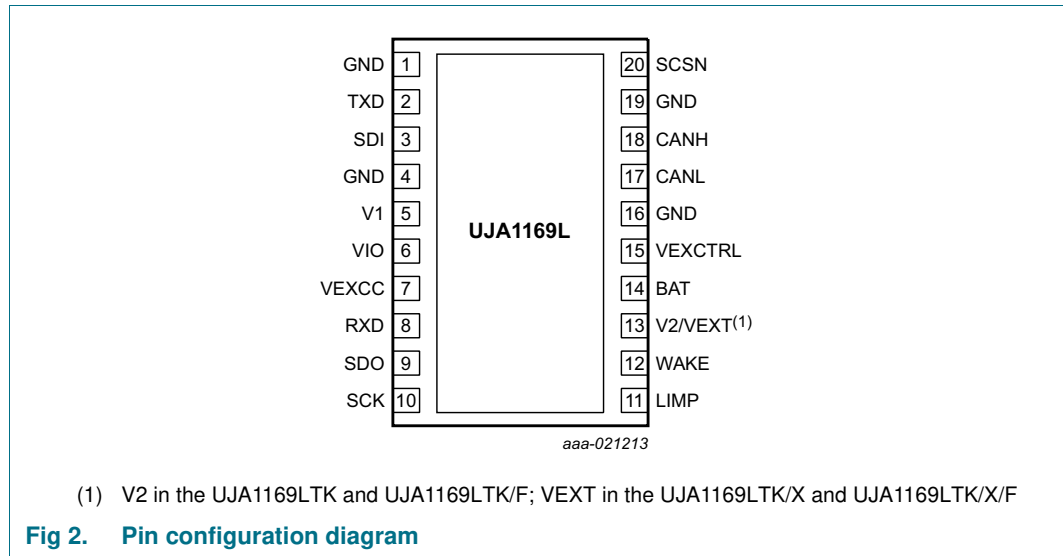 GND 1
TXD 2
SDI 3
GND 4
V1 5
VIO 6
VEXCC 7
RXD 8
SDO 9
SCK 10
UJA1169L
20 SCSN
19 GND
18 CANH
17 CANL
16 GND
15 VEXCTRL
14 BAT
13 V2/VEXT(1)
12 WAKE
11 LIMP
aaa-021213
(1) V2 in the UJA1169LTK and UJA1169LTK/F; VEXT in the UJA1169LTK/X and UJA1169LTK/X/F
Fig 2. Pin configuration diagram